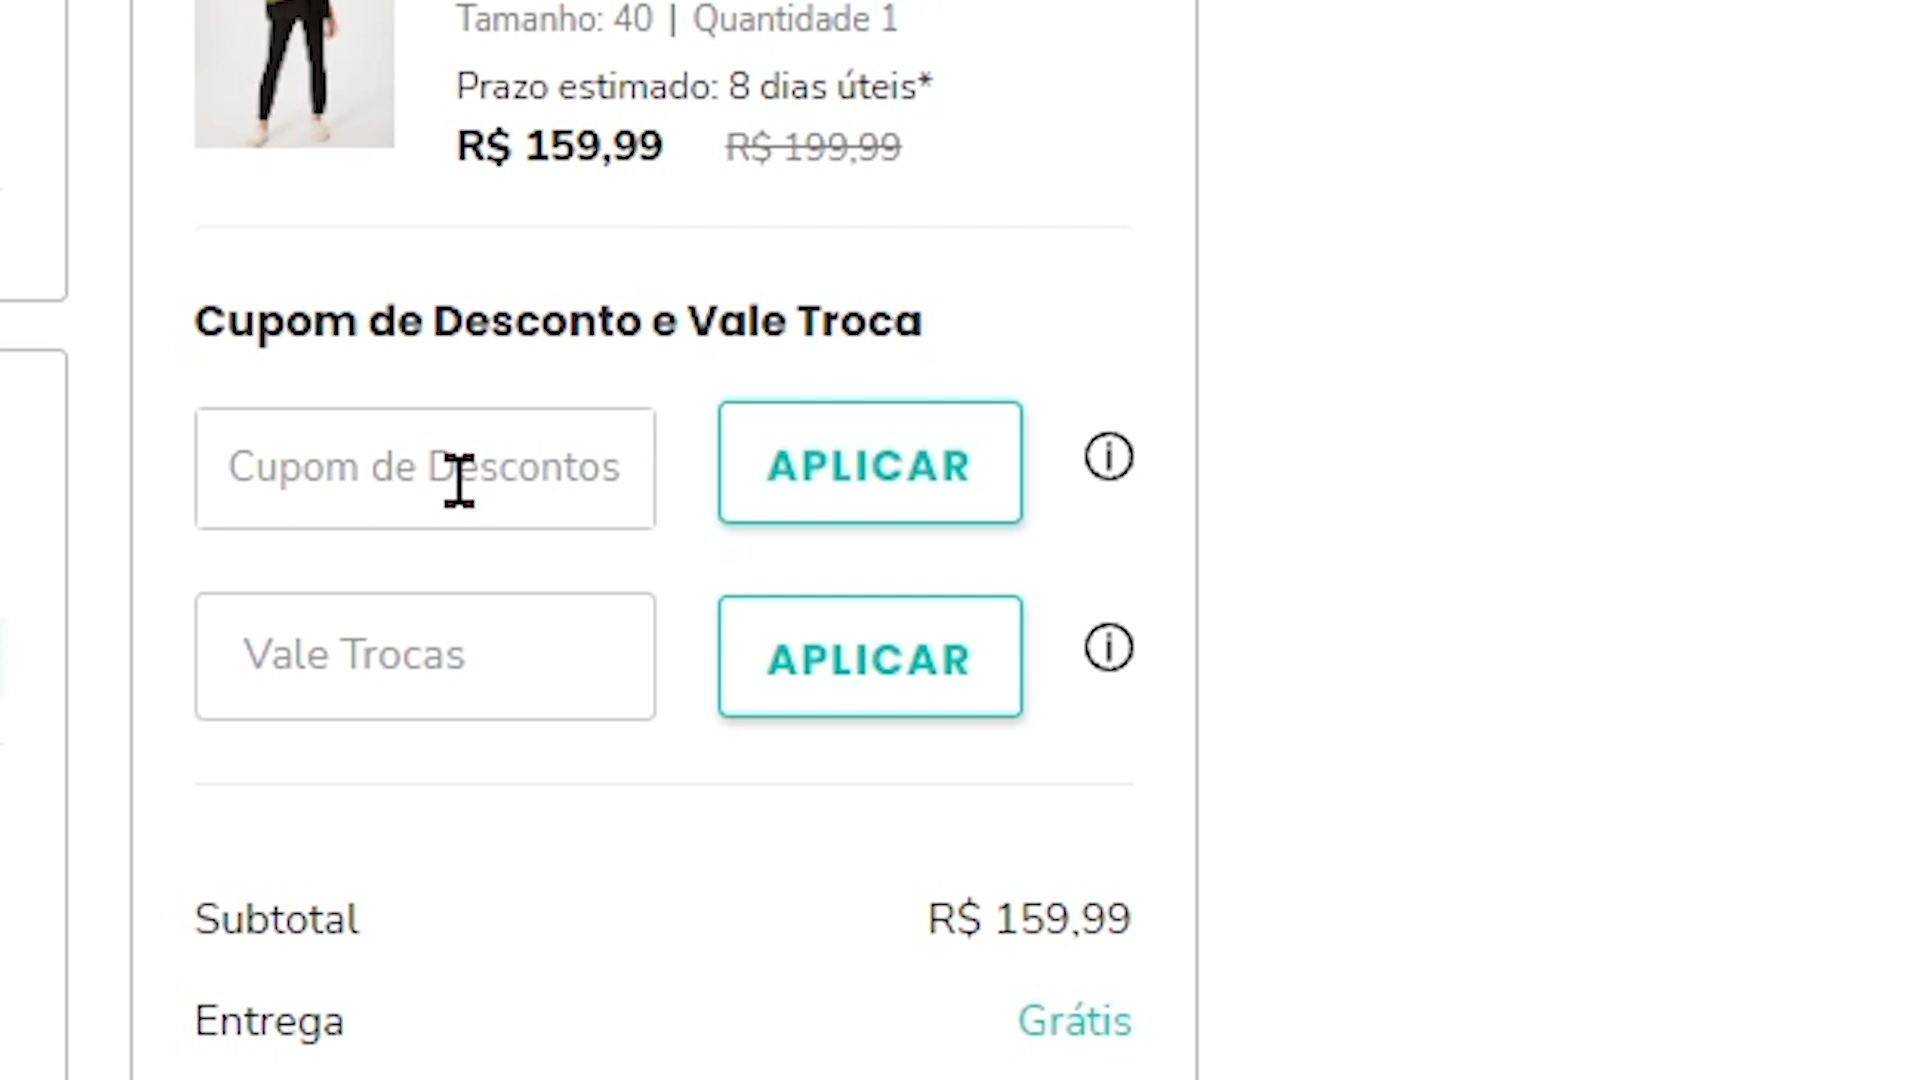 Tamanho: 40 | Quantidade 1
Prazo estimado: 8 dias úteis*
R$ 159,99 R$ 199,99
Cupom de Desconto e Vale Troca
Cupom de Descontos APLICAR
Vale Trocas APLICAR
Subtotal R$ 159,99
Entrega Grátis